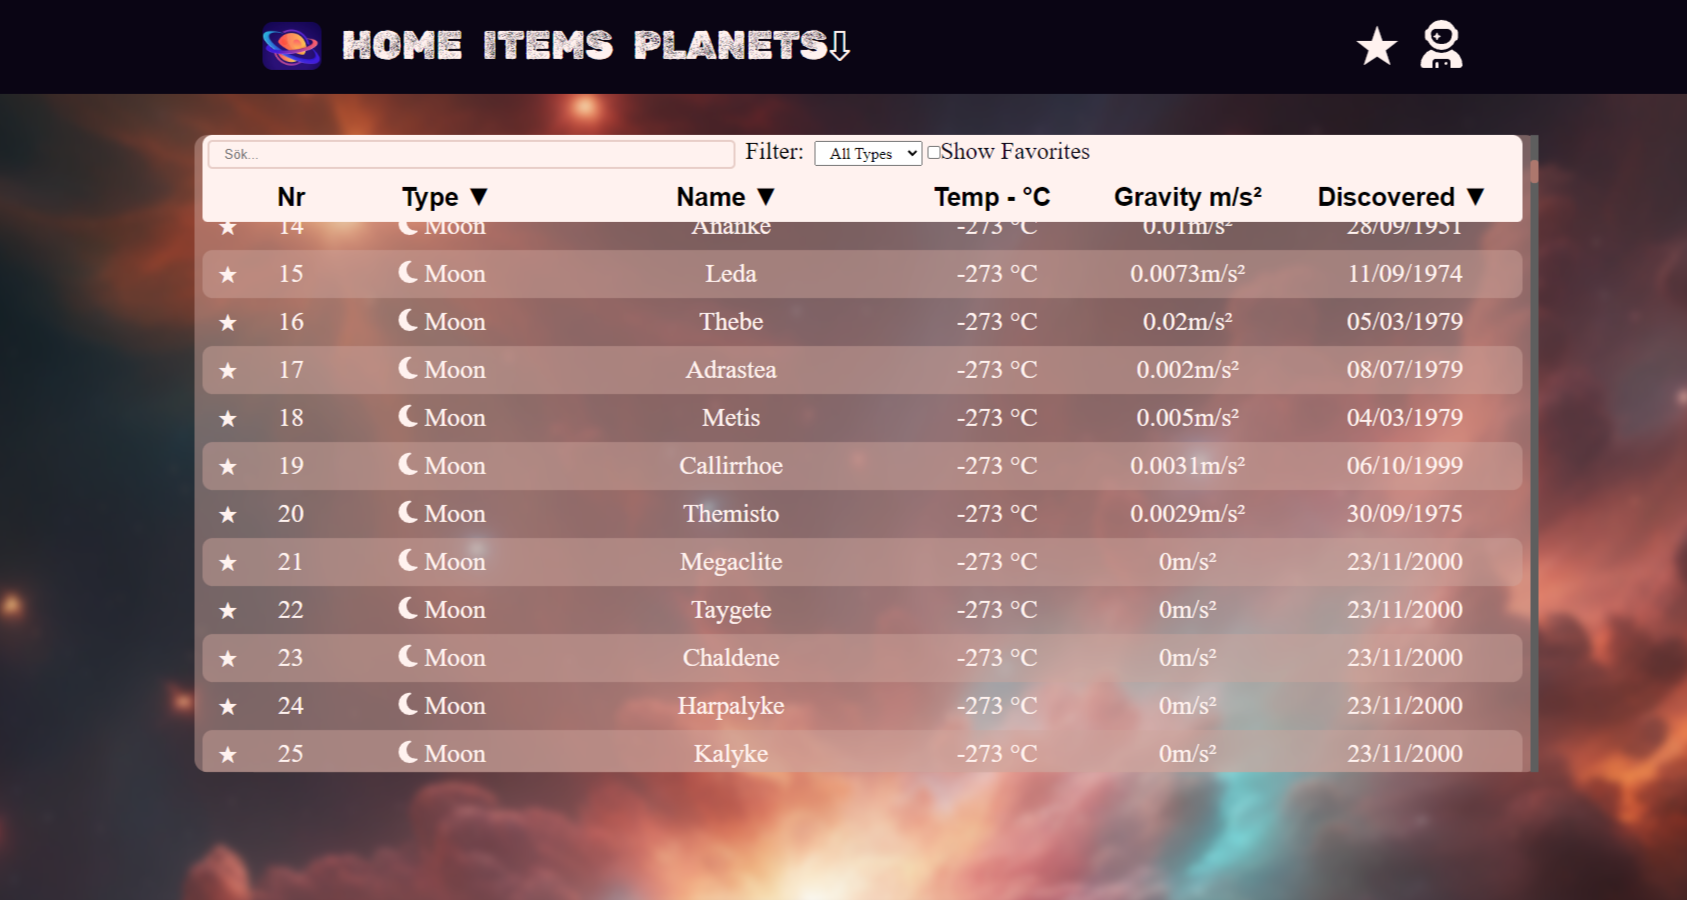 HOME ITEMS PLANETS⇩
Sök... Filter: All Types Show Favorites
Nr Type ▼ Name ▼ Temp - °C Gravity m/s² Discovered ▼
★ 14 Moon Ananke -273 °C 0.01m/s² 28/09/1951
★ 15 Moon Leda -273 °C 0.0073m/s² 11/09/1974
★ 16 Moon Thebe -273 °C 0.02m/s² 05/03/1979
★ 17 Moon Adrastea -273 °C 0.002m/s² 08/07/1979
★ 18 Moon Metis -273 °C 0.005m/s² 04/03/1979
★ 19 Moon Callirrhoe -273 °C 0.0031m/s² 06/10/1999
★ 20 Moon Themisto -273 °C 0.0029m/s² 30/09/1975
★ 21 Moon Megaclite -273 °C 0m/s² 23/11/2000
★ 22 Moon Taygete -273 °C 0m/s² 23/11/2000
★ 23 Moon Chaldene -273 °C 0m/s² 23/11/2000
★ 24 Moon Harpalyke -273 °C 0m/s² 23/11/2000
★ 25 Moon Kalyke -273 °C 0m/s² 23/11/2000